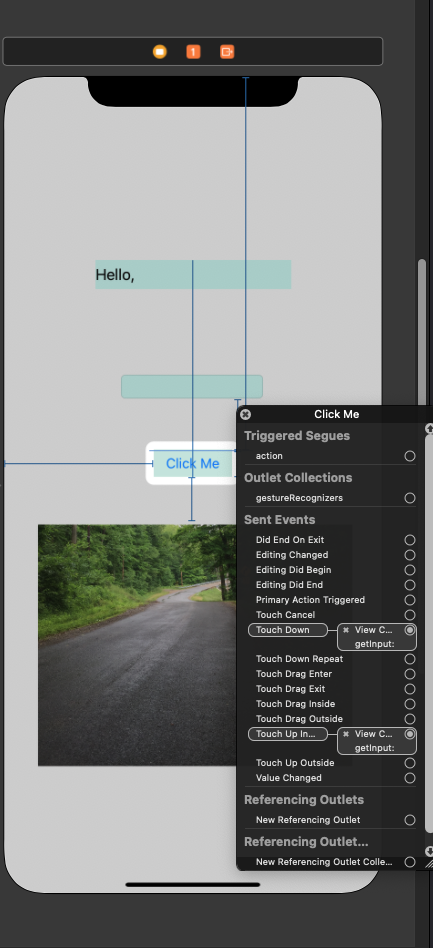 1
Hello,
Click Me
Click Me
Triggered Segues
action
Outlet Collections
gestureRecognizers
Sent Events
Did End On Exit
Editing Changed
Editing Did Begin
Editing Did End
Primary Action Triggered
Touch Cancel
Touch Down
View C...
getInput:
Touch Down Repeat
Touch Drag Enter
Touch Drag Exit
Touch Drag Inside
Touch Drag Outside
Touch Up In...
View C...
getInput:
Touch Up Outside
Value Changed
Referencing Outlets
New Referencing Outlet
Referencing Outlet...
New Referencing Outlet Colle...